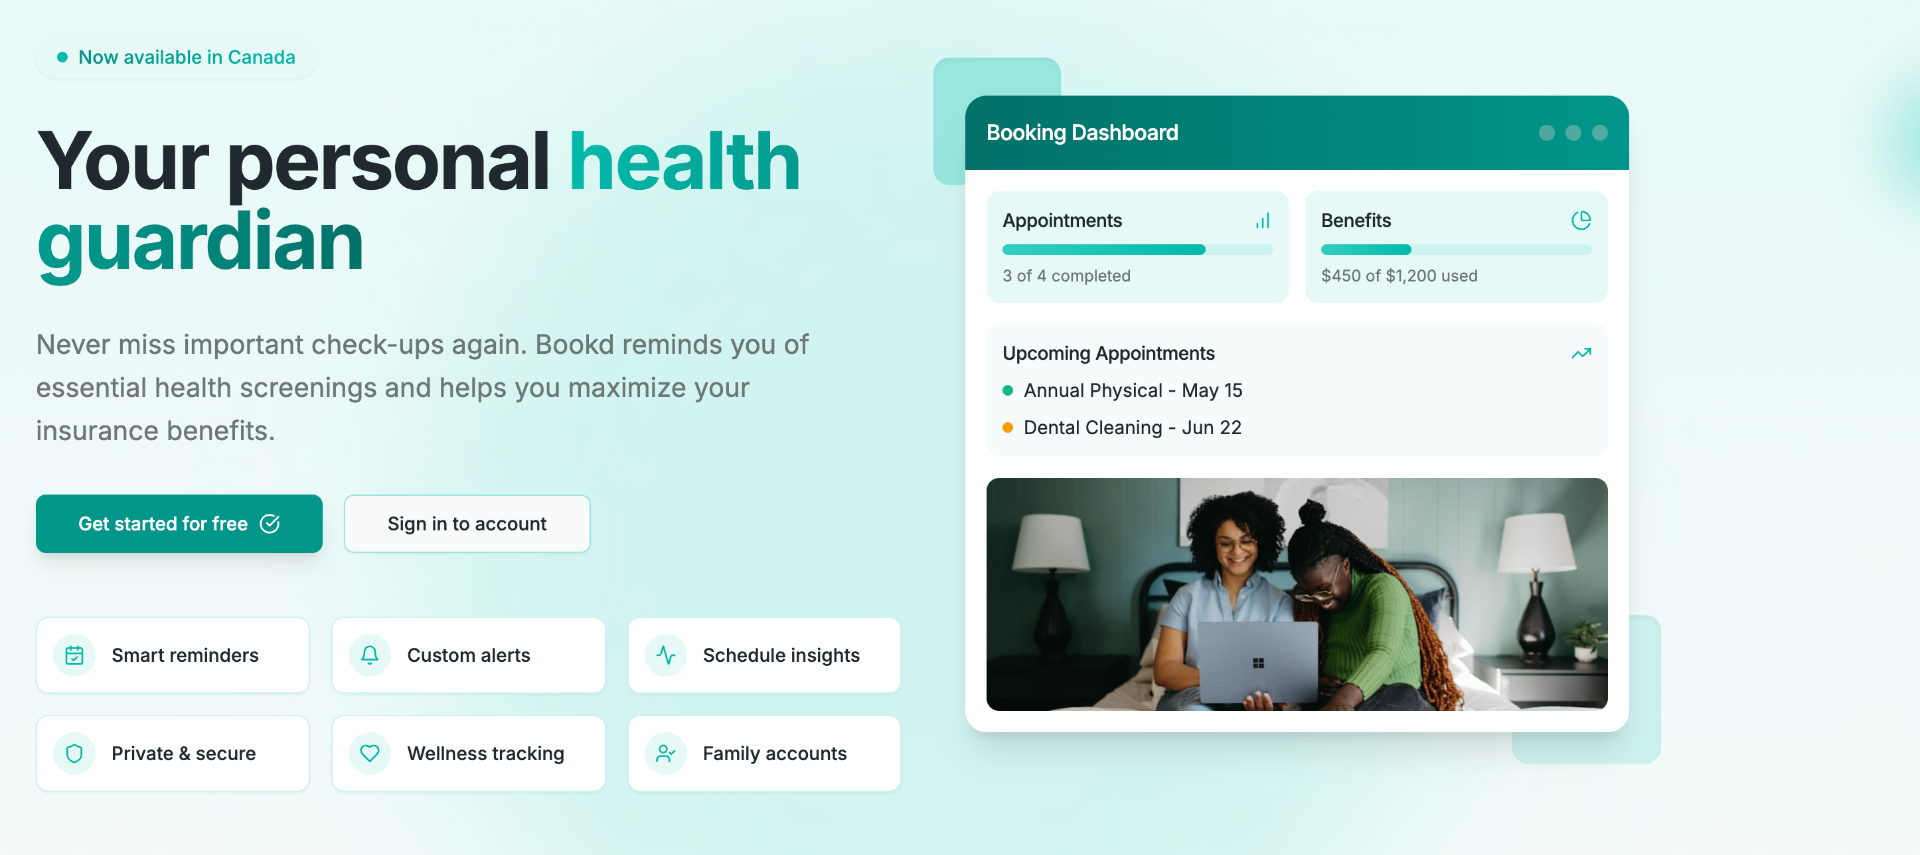 Now available in Canada
Your personal health
guardian
Never miss important check-ups again. Bookd reminds you of
essential health screenings and helps you maximize your
insurance benefits.
Get started for free
Sign in to account
Smart reminders
Custom alerts
Schedule insights
Private & secure
Wellness tracking
Family accounts
Booking Dashboard
Appointments
3 of 4 completed
Benefits
$450 of $1,200 used
Upcoming Appointments
Annual Physical - May 15
Dental Cleaning - Jun 22